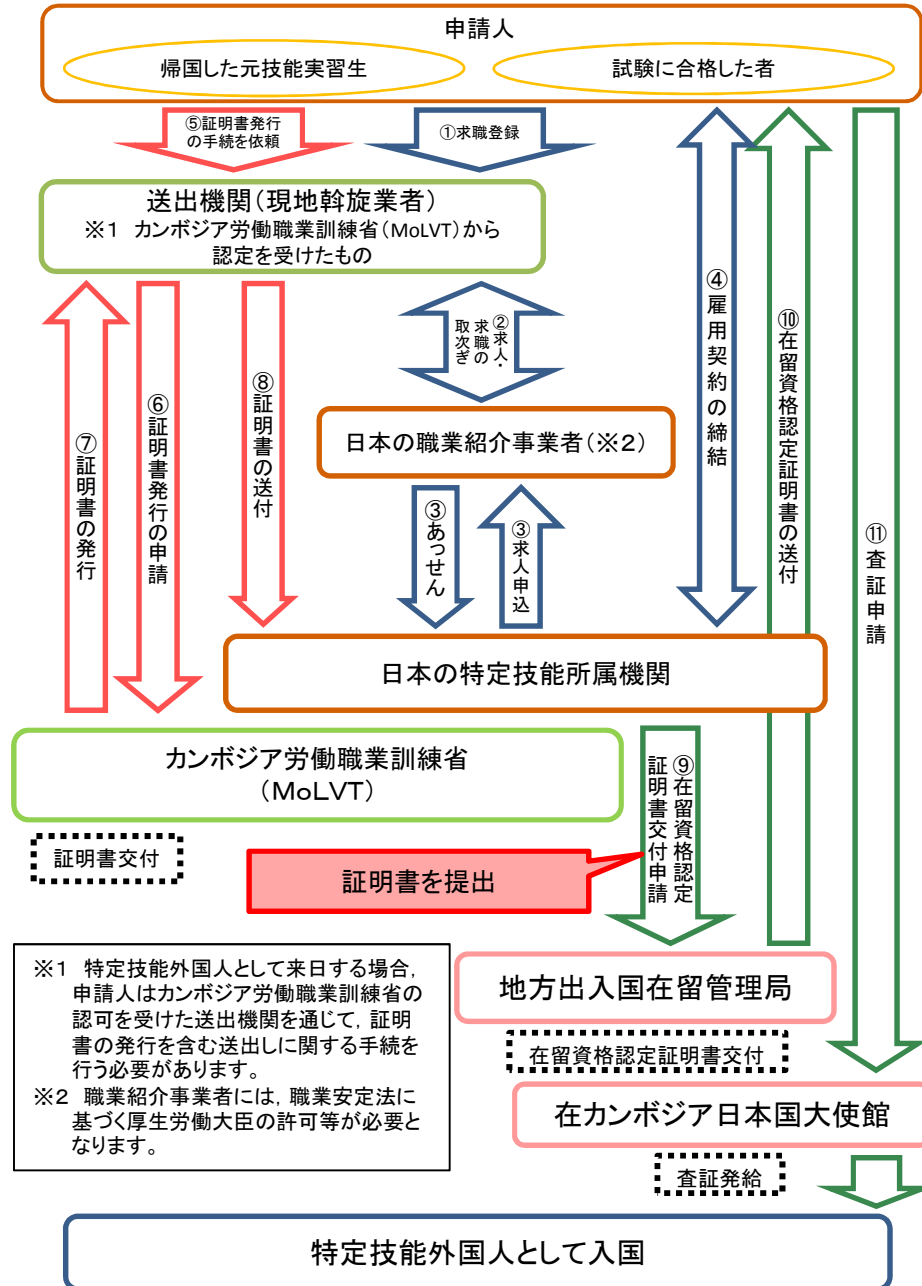 申請人
帰国した元技能実習生
試験に合格した者
⑤証明書発行
の手続を依頼
①求職登録
送出機関(現地斡旋業者)
※1 カンボジア労働職業訓練省(MoLVT)から
認定を受けたもの
②求人・
求職の
取次ぎ
④雇用契約の締結
⑩在留資格認定証明書の送付
⑦証明書の発行
⑥証明書発行の申請
⑧証明書の送付
日本の職業紹介事業者(※2)
③あっせん
③求人申込
⑪査証申請
日本の特定技能所属機関
カンボジア労働職業訓練省
(MoLVT)
⑨在留資格認定
証明書交付申請
証明書交付
証明書を提出
※1 特定技能外国人として来日する場合,
申請人はカンボジア労働職業訓練省の
認可を受けた送出機関を通じて,証明
書の発行を含む送出しに関する手続を
行う必要があります。
※2 職業紹介事業者には,職業安定法に
基づく厚生労働大臣の許可等が必要と
なります。
地方出入国在留管理局
在留資格認定証明書交付
在カンボジア日本国大使館
査証発給
特定技能外国人として入国